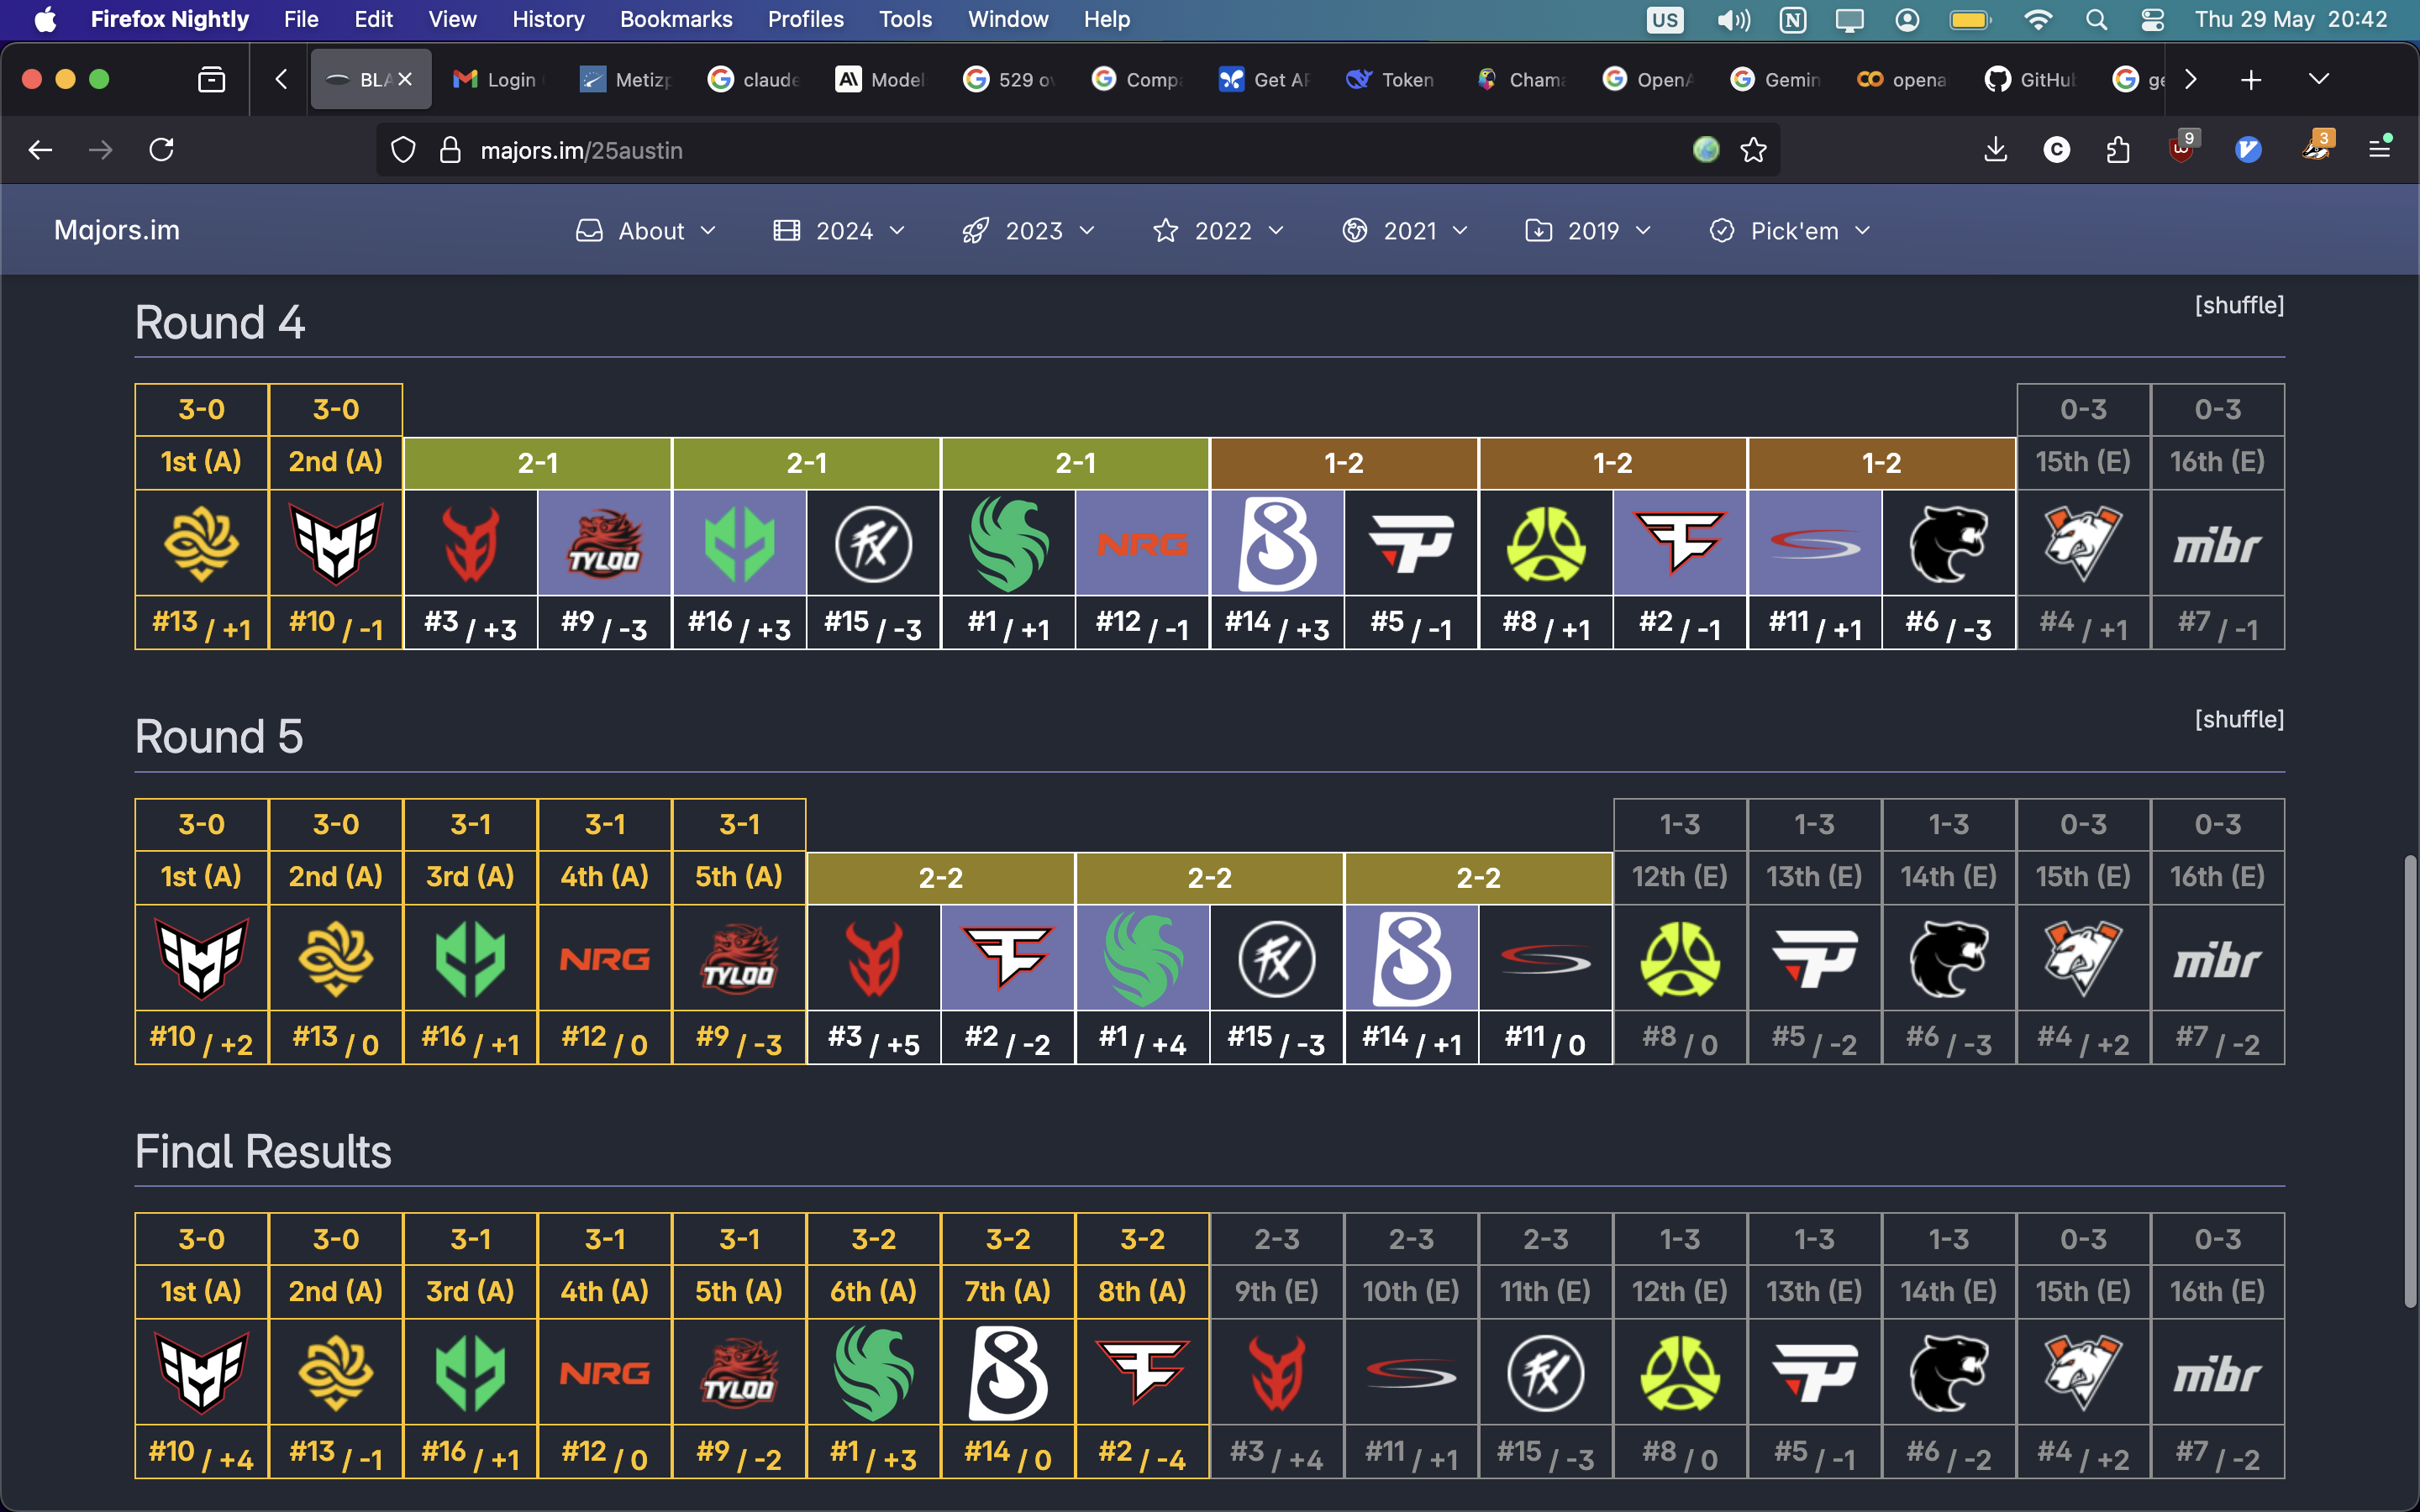 Firefox Nightly File Edit View History Bookmarks Profiles Tools Window Help US N Thu 29 May 20:42
BLA Login Metizp claude Model 529 ov Comp Get AP Token Chama OpenA Gemin opena GitHub ge
majors.im/25austin 9 3
Majors.im About 2024 2023 2022 2021 2019 Pick'em
Round 4 [shuffle]
3-0 3-0 0-3 0-3
1st (A) 2nd (A) 2-1 2-1 2-1 1-2 1-2 1-2 15th (E) 16th (E)
TYLOO FX NRG B8 mibr
#13 / +1 #10 / -1 #3 / +3 #9 / -3 #16 / +3 #15 / -3 #1 / +1 #12 / -1 #14 / +3 #5 / -1 #8 / +1 #2 / -1 #11 / +1 #6 / -3 #4 / +1 #7 / -1
Round 5 [shuffle]
3-0 3-0 3-1 3-1 3-1 1-3 1-3 1-3 0-3 0-3
1st (A) 2nd (A) 3rd (A) 4th (A) 5th (A) 2-2 2-2 2-2 12th (E) 13th (E) 14th (E) 15th (E) 16th (E)
NRG TYLOO FX B8 mibr
#10 / +2 #13 / 0 #16 / +1 #12 / 0 #9 / -3 #3 / +5 #2 / -2 #1 / +4 #15 / -3 #14 / +1 #11 / 0 #8 / 0 #5 / -2 #6 / -3 #4 / +2 #7 / -2
Final Results
3-0 3-0 3-1 3-1 3-1 3-2 3-2 3-2 2-3 2-3 2-3 1-3 1-3 1-3 0-3 0-3
1st (A) 2nd (A) 3rd (A) 4th (A) 5th (A) 6th (A) 7th (A) 8th (A) 9th (E) 10th (E) 11th (E) 12th (E) 13th (E) 14th (E) 15th (E) 16th (E)
NRG TYLOO B8 FX mibr
#10 / +4 #13 / -1 #16 / +1 #12 / 0 #9 / -2 #1 / +3 #14 / 0 #2 / -4 #3 / +4 #11 / +1 #15 / -3 #8 / 0 #5 / -1 #6 / -2 #4 / +2 #7 / -2